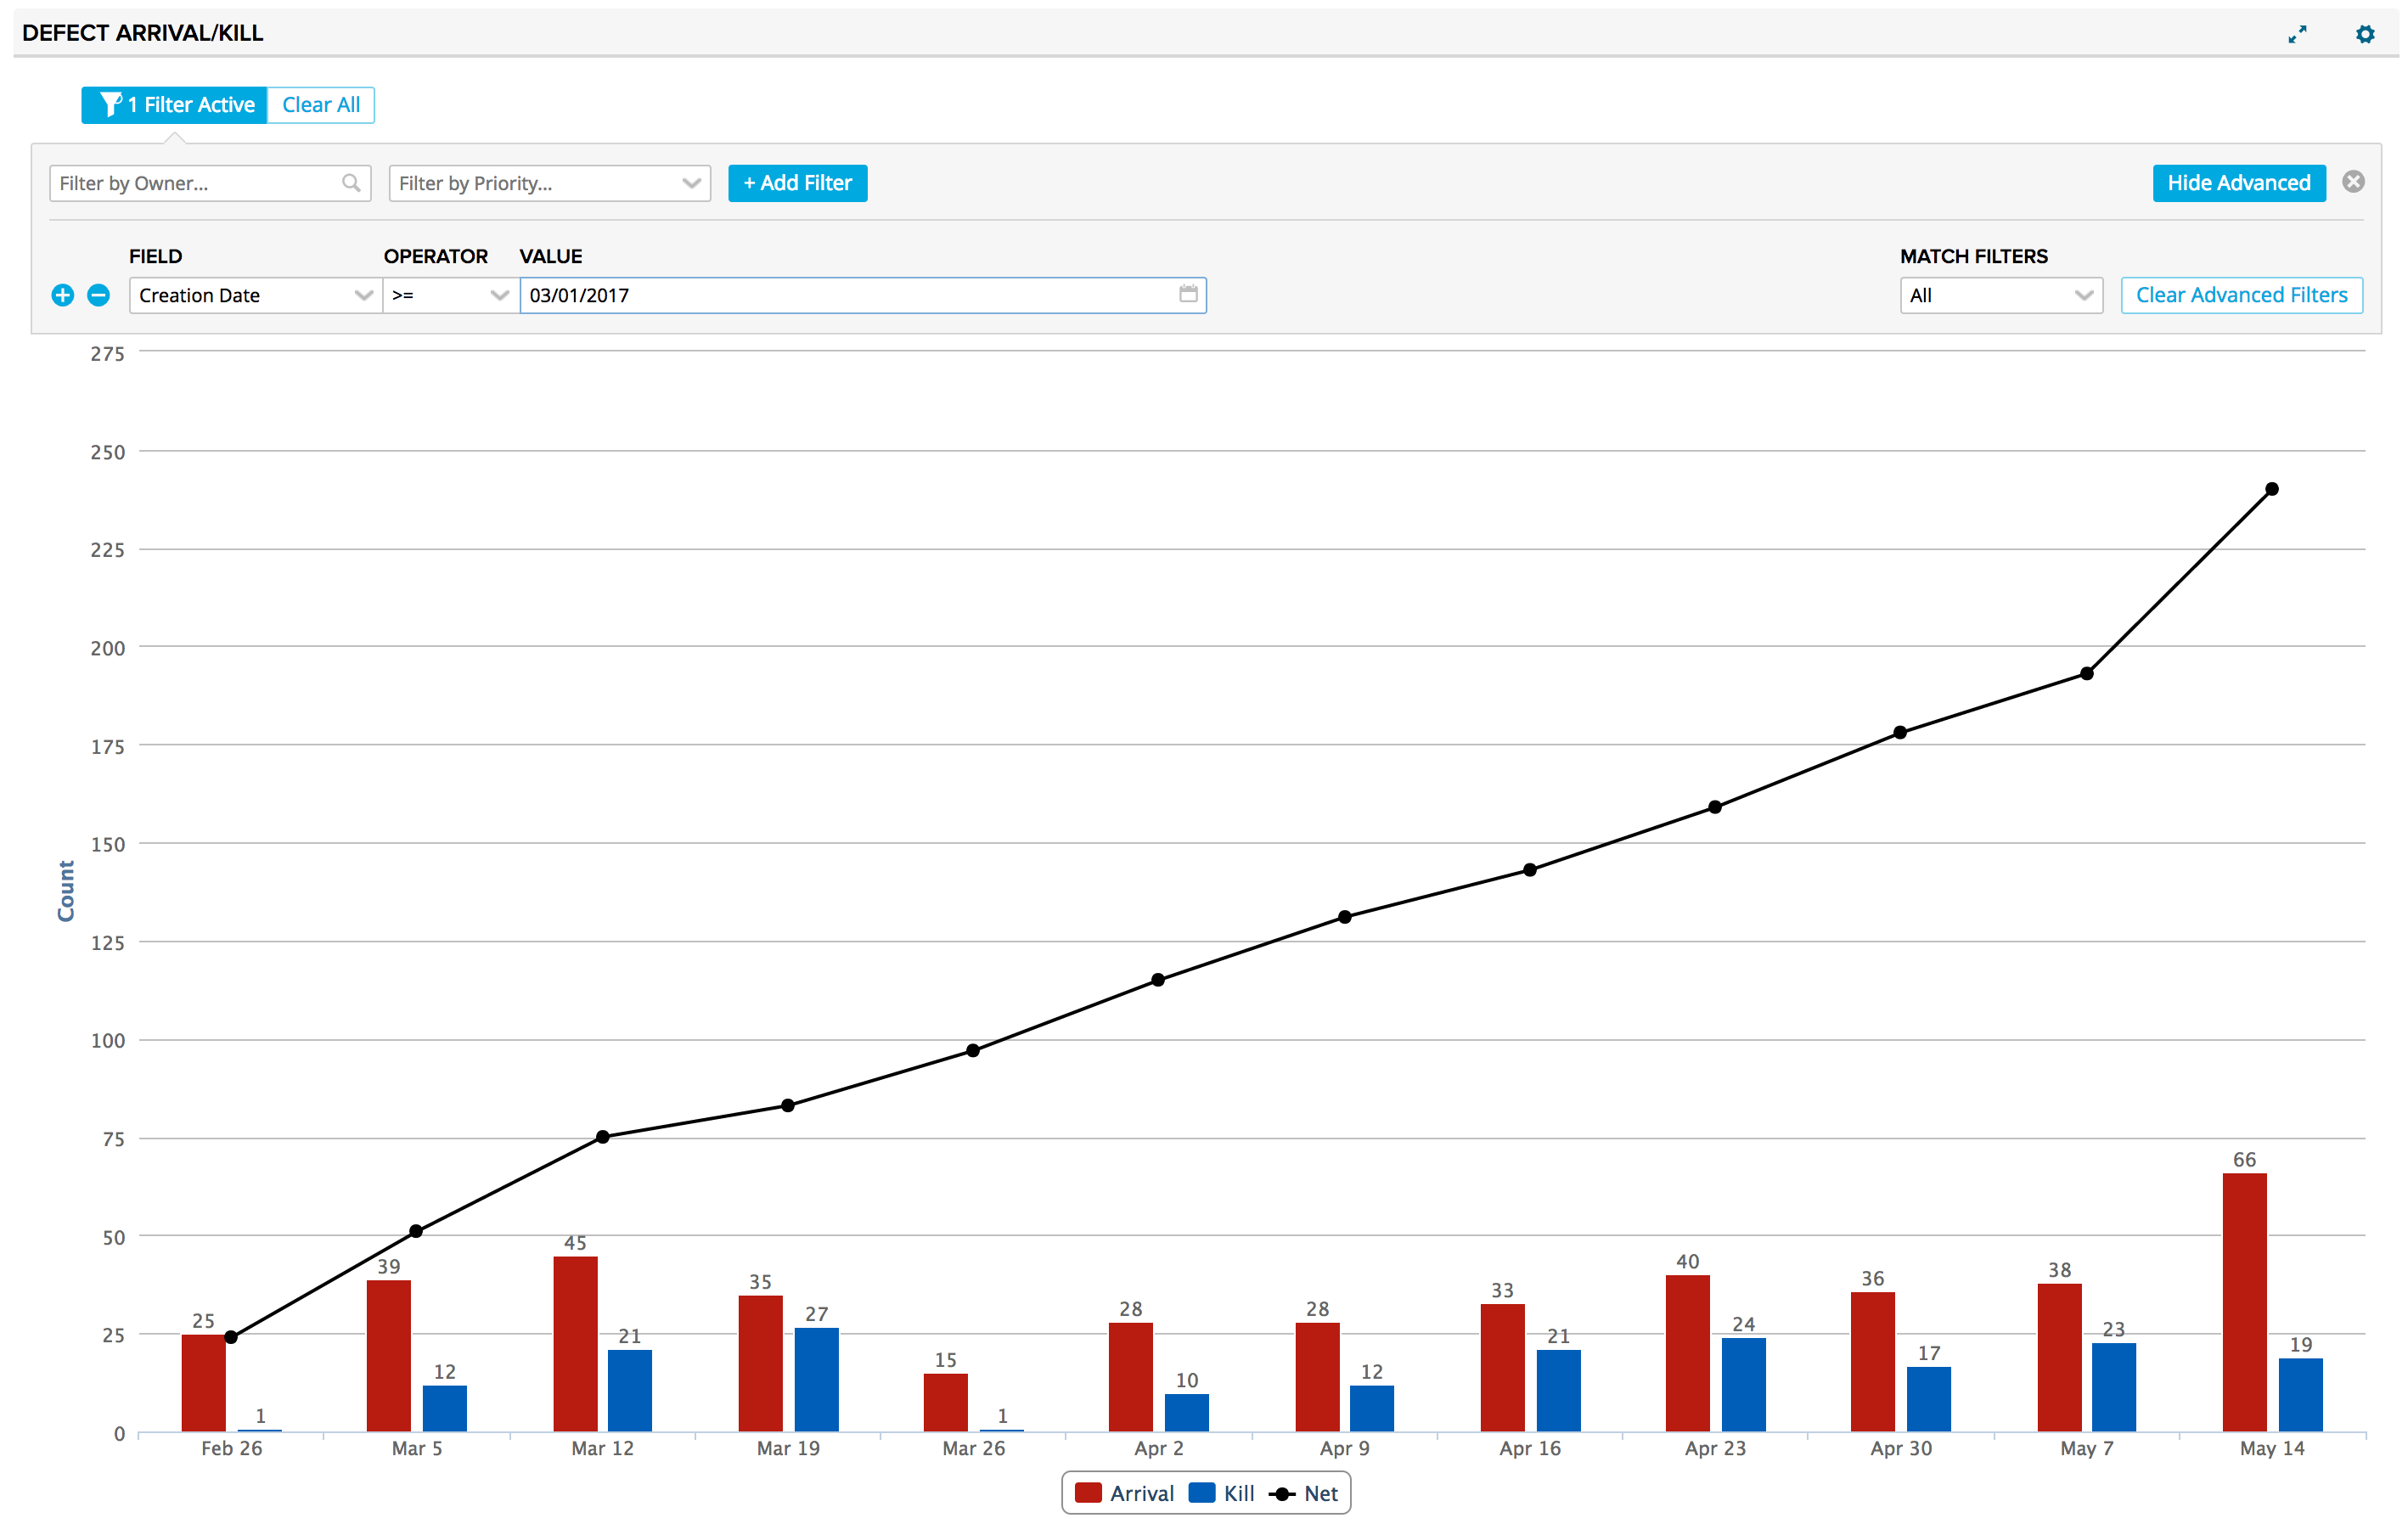 DEFECT ARRIVAL/KILL
1 Filter Active Clear All
Filter by Owner... Filter by Priority... + Add Filter Hide Advanced
FIELD OPERATOR VALUE MATCH FILTERS
Creation Date >= 03/01/2017 All Clear Advanced Filters
275
250
225
200
175
150
125
100
75
50
25
0
Count
25 39 45 35 15 28 28 33 40 36 38 66
1 12 21 27 1 10 12 21 24 17 23 19
Feb 26 Mar 5 Mar 12 Mar 19 Mar 26 Apr 2 Apr 9 Apr 16 Apr 23 Apr 30 May 7 May 14
Arrival Kill Net